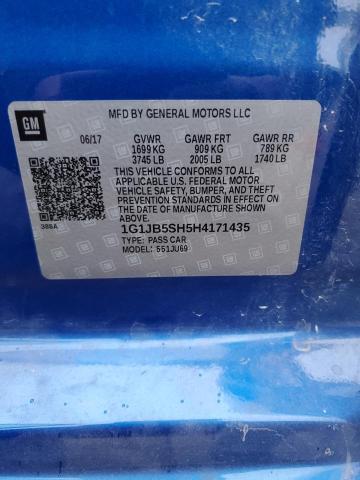 GM
MFD BY GENERAL MOTORS LLC
06/17 GVWR GAWR FRT GAWR RR
1699 KG 909 KG 789 KG
3745 LB 2005 LB 1740 LB
THIS VEHICLE CONFORMS TO ALL
APPLICABLE U.S. FEDERAL MOTOR
VEHICLE SAFETY, BUMPER, AND THEFT
PREVENTION STANDARDS IN EFFECT ON
THE DATE OF MANUFACTURE SHOWN
ABOVE.
388A 1G1JB5SH5H4171435
TYPE: PASS CAR
MODEL: 551JU69